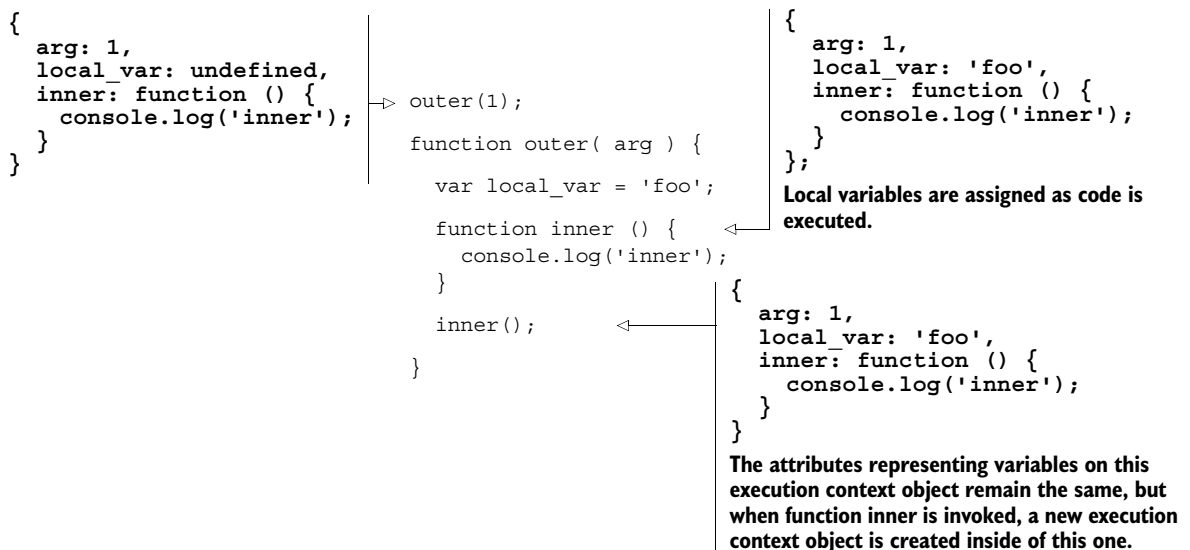 {
  arg: 1,
  local_var: undefined,
  inner: function () {
    console.log('inner');
  }
}
outer(1);
function outer( arg ) {
  var local_var = 'foo';
  function inner () {
    console.log('inner');
  }
  inner();
}
{
  arg: 1,
  local_var: 'foo',
  inner: function () {
    console.log('inner');
  }
};
Local variables are assigned as code is
executed.
{
  arg: 1,
  local_var: 'foo',
  inner: function () {
    console.log('inner');
  }
}
The attributes representing variables on this
execution context object remain the same, but
when function inner is invoked, a new execution
context object is created inside of this one.